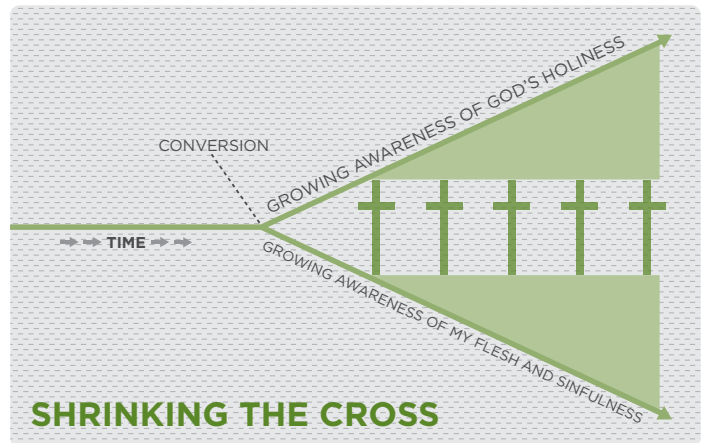 GROWING AWARENESS OF GOD'S HOLINESS
CONVERSION
TIME
GROWING AWARENESS OF MY FLESH AND SINFULNESS
SHRINKING THE CROSS